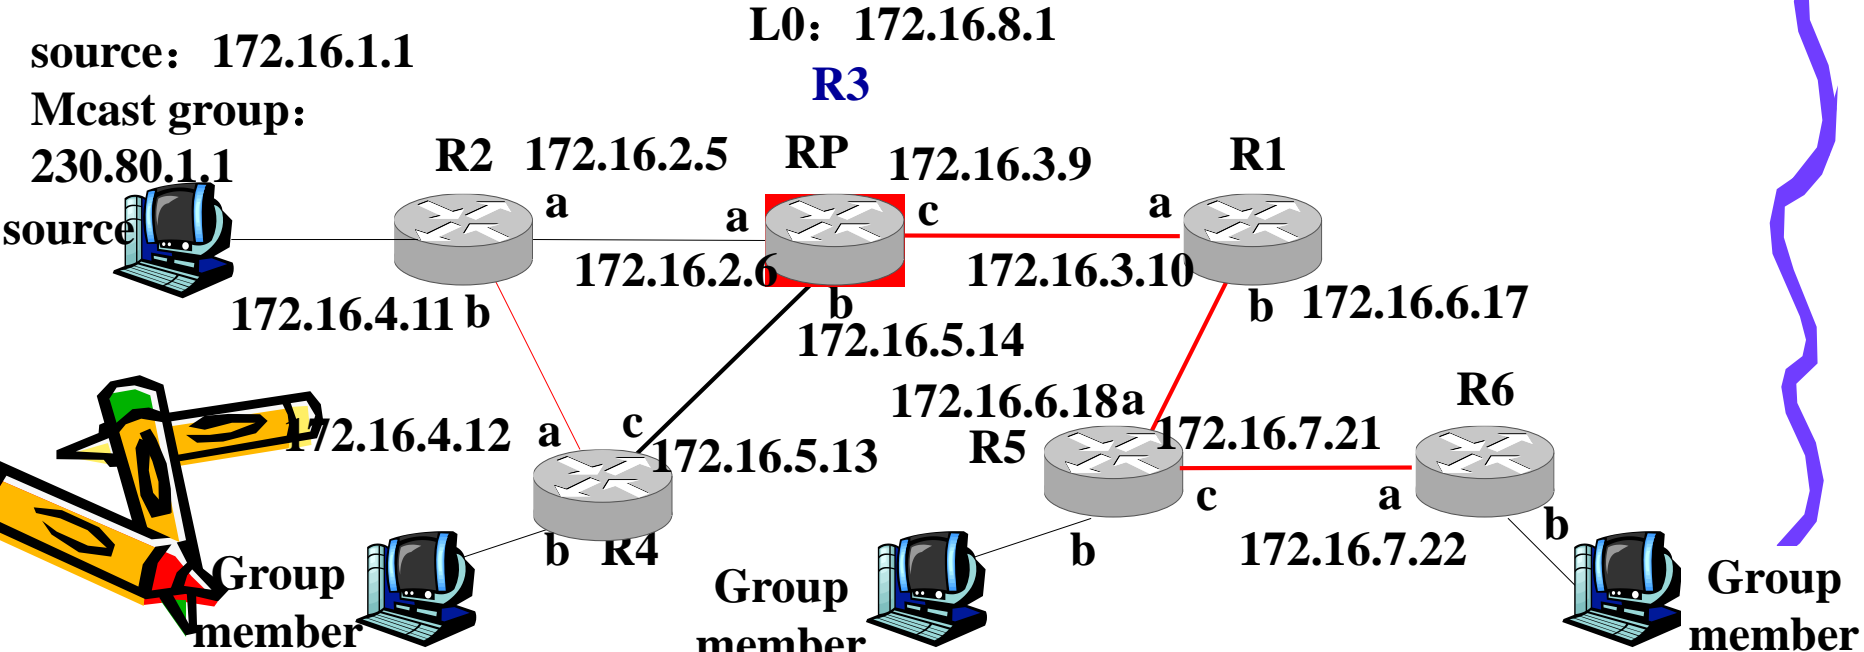 L0：172.16.8.1
source：172.16.1.1
R3
Mcast group：
230.80.1.1
R2
172.16.2.5
RP
172.16.3.9
R1
source
a
a
c
a
172.16.2.6
172.16.3.10
172.16.4.11
b
b
b
172.16.6.17
172.16.5.14
172.16.6.18
a
R6
172.16.4.12
a
c
172.16.7.21
R5
172.16.5.13
c
a
b
b
R4
b
172.16.7.22
Group
member
Group
member
Group
member